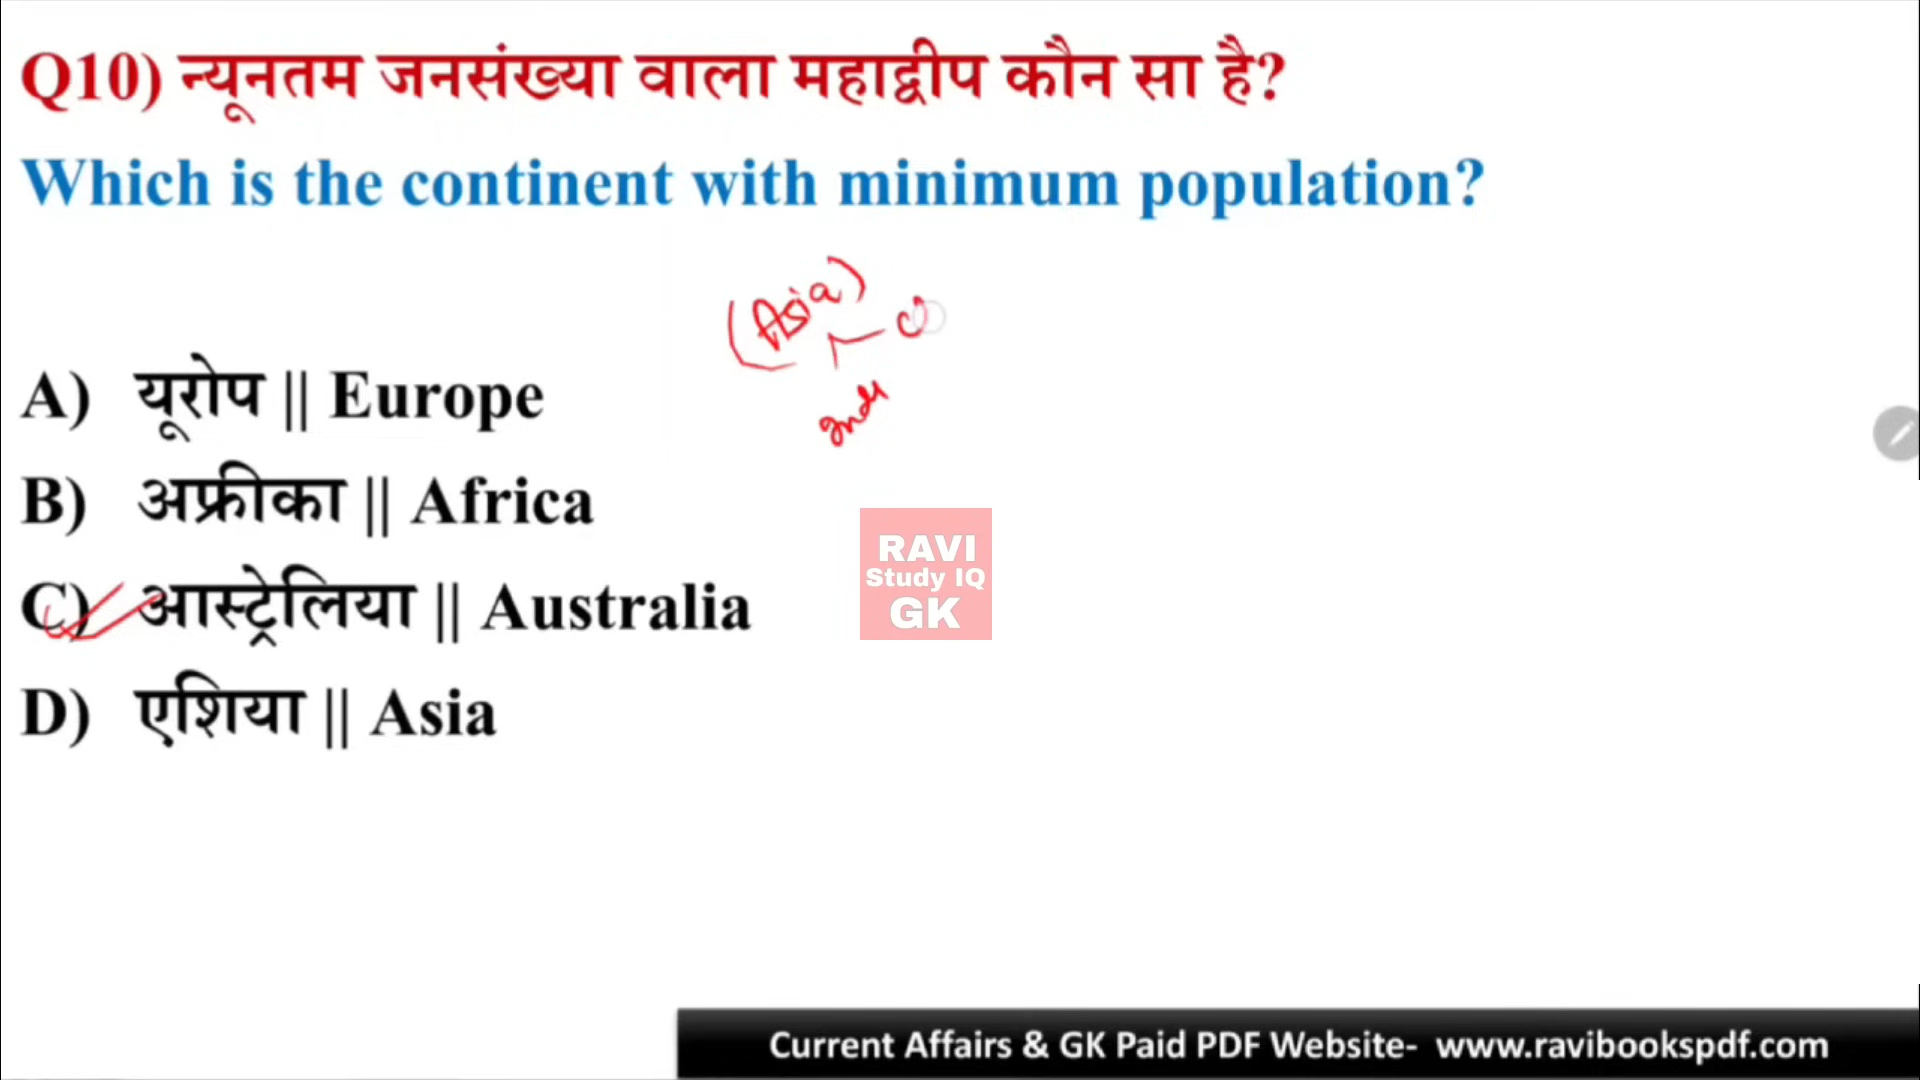 Q10) न्यूनतम जनसंख्या वाला महाद्वीप कौन सा है?
Which is the continent with minimum population?
(Asia)
A) यूरोप || Europe
B) अफ्रीका || Africa
RAVI
Study IQ
GK
C) आस्ट्रेलिया || Australia
D) एशिया || Asia
Current Affairs & GK Paid PDF Website- www.ravibookspdf.com